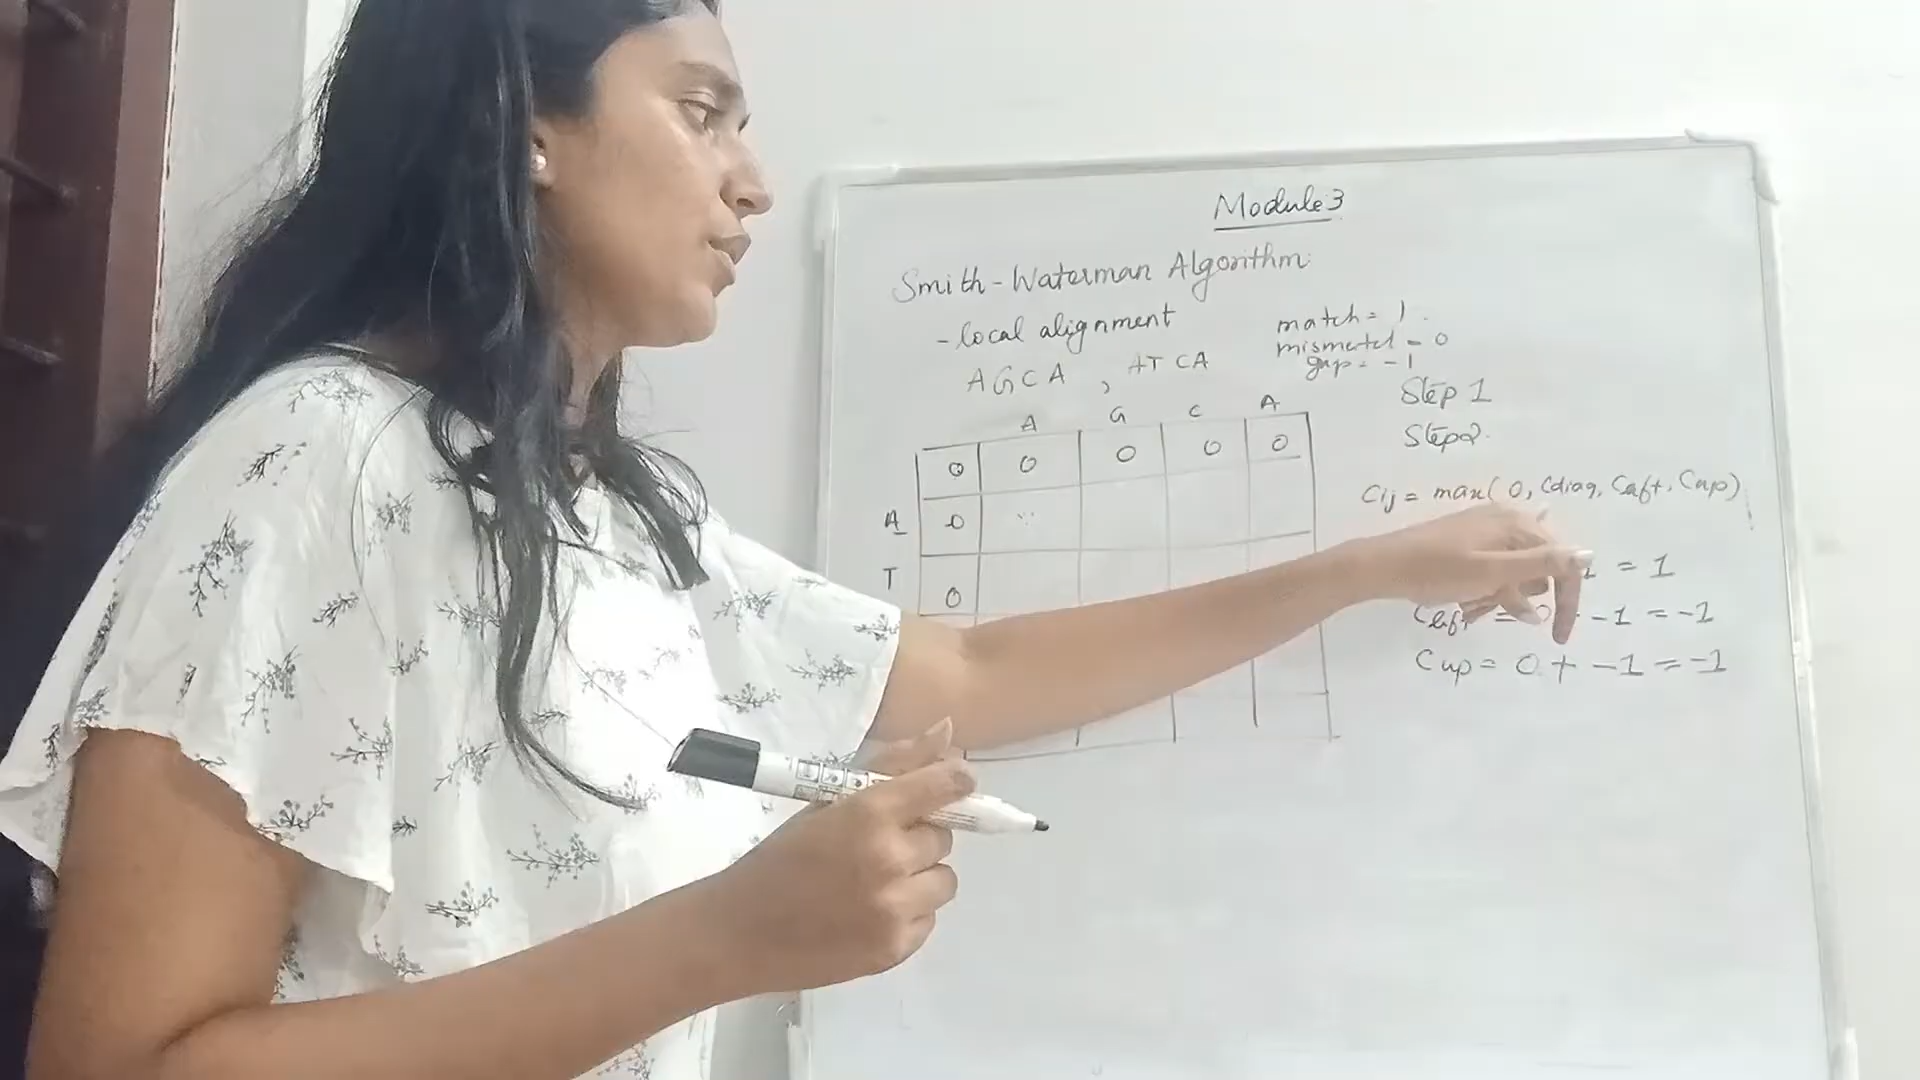 Module 3
Smith-Waterman Algorithm:
- local alignment
match = 1
mismatch = 0
gap = -1
AGCA , ATCA
Step 1
Step 2.
A G C A
0 0 0 0 0
A 0
T 0
Cij = max( 0, Cdiag, Cleft, Cup)
= 1
Cleft = -1 = -1
Cup = 0 + -1 = -1